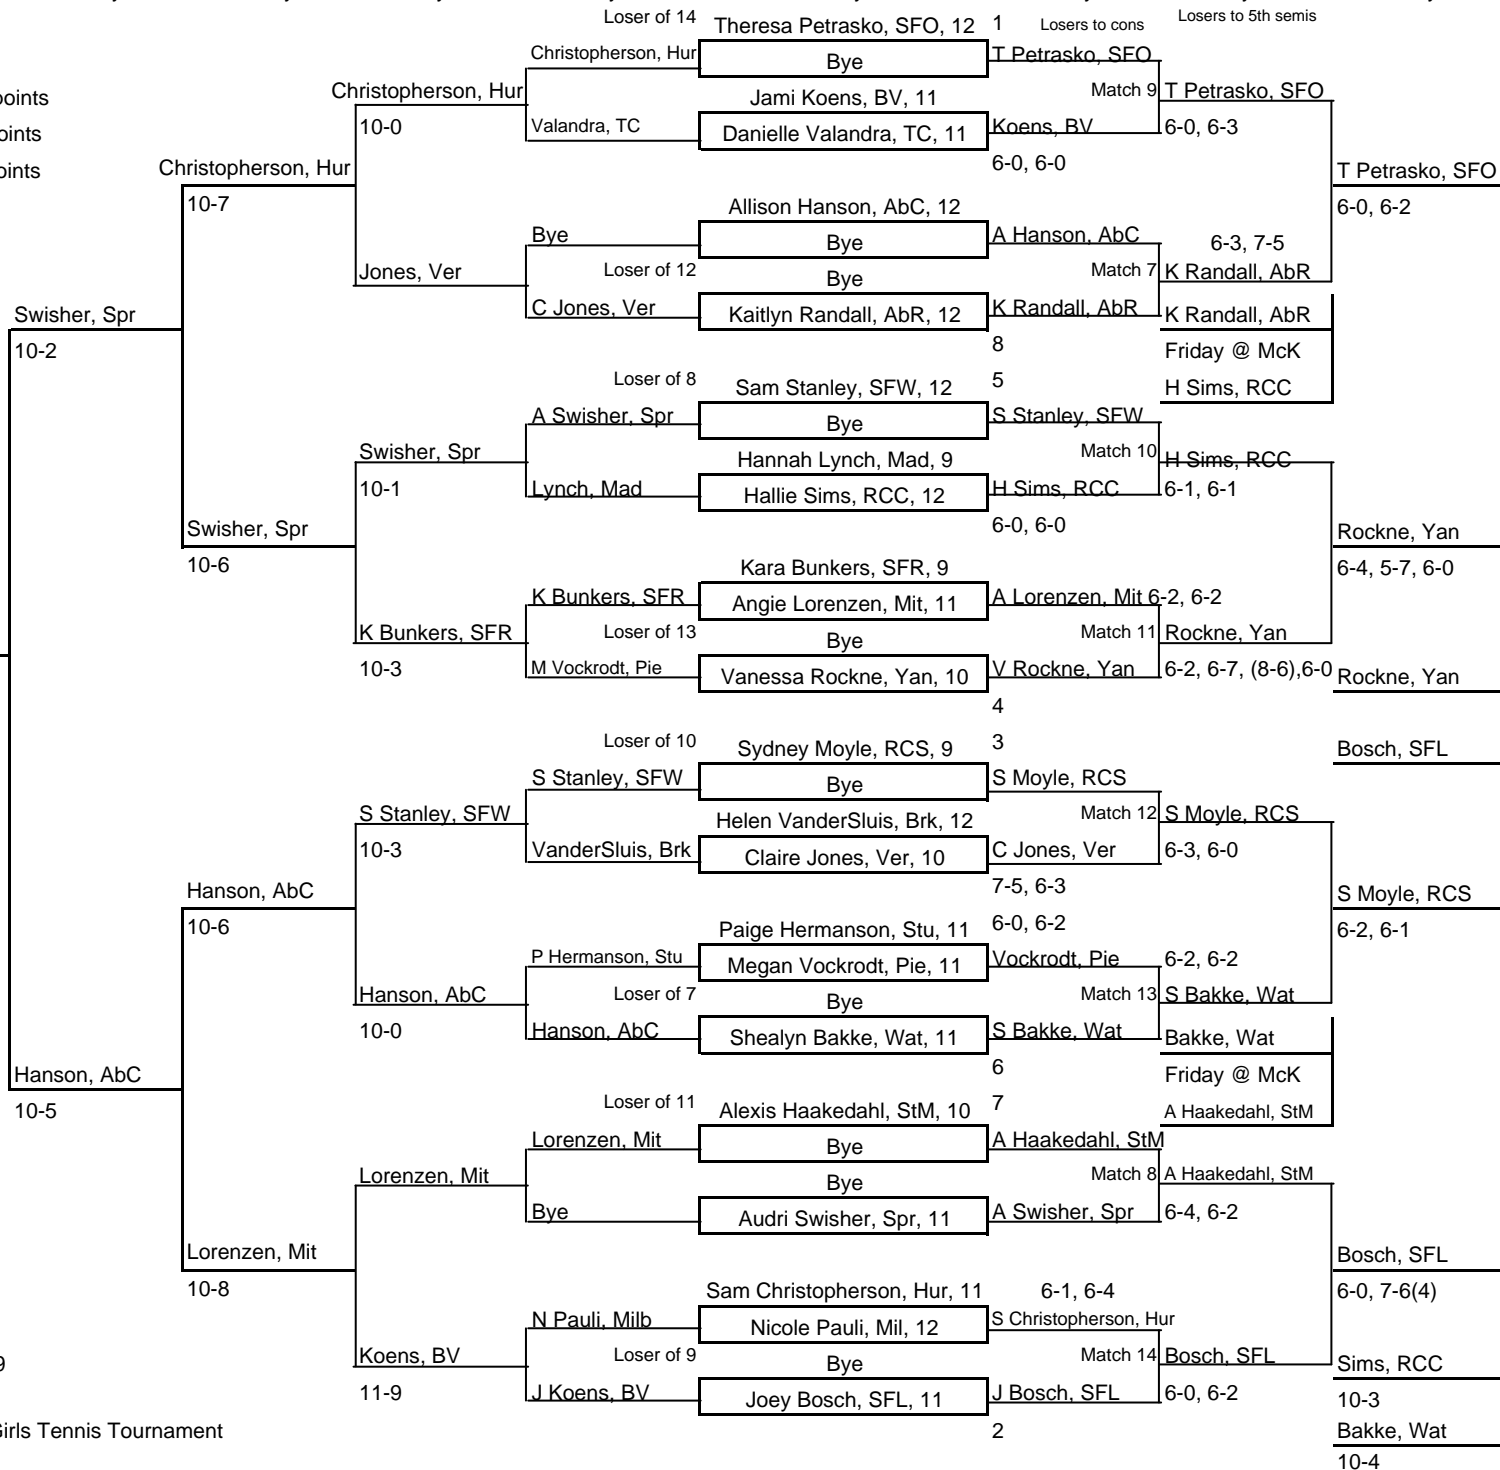 Loser of 14
Theresa Petrasko, SFO, 12
1
Losers to cons
Losers to 5th semis
Christopherson, Hur
Bye
T Petrasko, SFO
points
Christopherson, Hur
Jami Koens, BV, 11
Match 9
T Petrasko, SFO
oints
10-0
Valandra, TC
Danielle Valandra, TC, 11
Koens, BV
6-0, 6-3
oints
Christopherson, Hur
6-0, 6-0
T Petrasko, SFO
10-7
Allison Hanson, AbC, 12
6-0, 6-2
Bye
Bye
A Hanson, AbC
6-3, 7-5
Jones, Ver
Loser of 12
Bye
Match 7
K Randall, AbR
Swisher, Spr
C Jones, Ver
Kaitlyn Randall, AbR, 12
K Randall, AbR
K Randall, AbR
10-2
8
Friday @ McK
Loser of 8
Sam Stanley, SFW, 12
5
H Sims, RCC
A Swisher, Spr
Bye
S Stanley, SFW
Swisher, Spr
Hannah Lynch, Mad, 9
Match 10
H Sims, RCC
10-1
Lynch, Mad
Hallie Sims, RCC, 12
H Sims, RCC
6-1, 6-1
Swisher, Spr
6-0, 6-0
Rockne, Yan
10-6
Kara Bunkers, SFR, 9
6-4, 5-7, 6-0
K Bunkers, SFR
Angie Lorenzen, Mit, 11
A Lorenzen, Mit 6-2, 6-2
K Bunkers, SFR
Loser of 13
Bye
Match 11
Rockne, Yan
10-3
M Vockrodt, Pie
Vanessa Rockne, Yan, 10
V Rockne, Yan
6-2, 6-7, (8-6),6-0
Rockne, Yan
4
Loser of 10
Sydney Moyle, RCS, 9
3
Bosch, SFL
S Stanley, SFW
Bye
S Moyle, RCS
S Stanley, SFW
Helen VanderSluis, Brk, 12
Match 12
S Moyle, RCS
10-3
VanderSluis, Brk
Claire Jones, Ver, 10
C Jones, Ver
6-3, 6-0
Hanson, AbC
7-5, 6-3
S Moyle, RCS
10-6
Paige Hermanson, Stu, 11
6-0, 6-2
6-2, 6-1
P Hermanson, Stu
Megan Vockrodt, Pie, 11
Vockrodt, Pie
6-2, 6-2
Hanson, AbC
Loser of 7
Bye
Match 13
S Bakke, Wat
10-0
Hanson, AbC
Shealyn Bakke, Wat, 11
S Bakke, Wat
Bakke, Wat
Hanson, AbC
6
Friday @ McK
10-5
Loser of 11
Alexis Haakedahl, StM, 10
7
A Haakedahl, StM
Lorenzen, Mit
Bye
A Haakedahl, StM
Lorenzen, Mit
Bye
Match 8
A Haakedahl, StM
Bye
Audri Swisher, Spr, 11
A Swisher, Spr
6-4, 6-2
Lorenzen, Mit
Bosch, SFL
10-8
Sam Christopherson, Hur, 11
6-1, 6-4
6-0, 7-6(4)
N Pauli, Milb
Nicole Pauli, Mil, 12
S Christopherson, Hur
9
Koens, BV
Loser of 9
Bye
Match 14
Bosch, SFL
Sims, RCC
11-9
J Koens, BV
Joey Bosch, SFL, 11
J Bosch, SFL
6-0, 6-2
10-3
Girls Tennis Tournament
2
Bakke, Wat
10-4